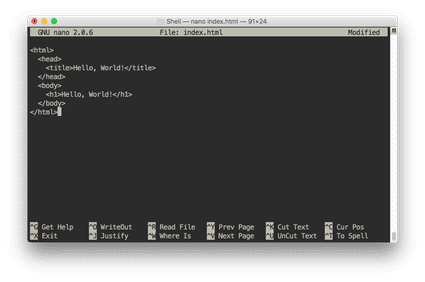 Shell — nano index.html — 91×24
GNU nano 2.0.6 File: index.html Modified
<html>
<head>
<title>Hello, World!</title>
</head>
<body>
<h1>Hello, World!</h1>
</body>
</html>
^G Get Help ^O WriteOut ^R Read File ^Y Prev Page ^K Cut Text ^C Cur Pos
^X Exit ^J Justify ^W Where Is ^V Next Page ^U UnCut Text ^T To Spell